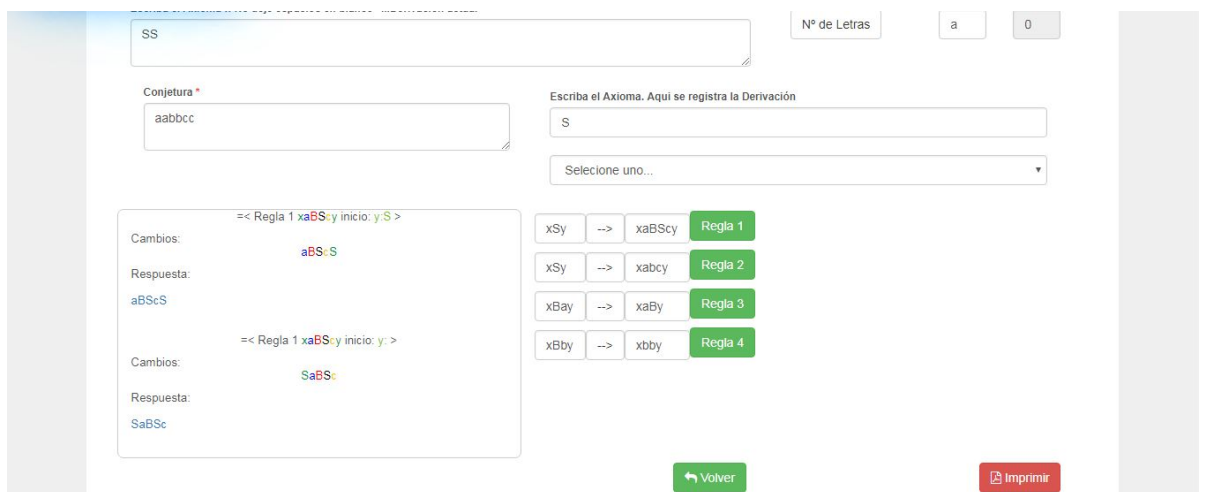 SS
Nº de Letras
a
0
Conjetura *
aabbcc
Escriba el Axioma. Aqui se registra la Derivación
S
Selecione uno...
=< Regla 1 xaBScy inicio: y:S >
Cambios:
aBScS
Respuesta:
aBScS
=< Regla 1 xaBScy inicio: y: >
Cambios:
SaBSc
Respuesta:
SaBSc
xSy --> xaBScy Regla 1
xSy --> xabcy Regla 2
xBay --> xaBy Regla 3
xBby --> xbby Regla 4
Volver
Imprimir